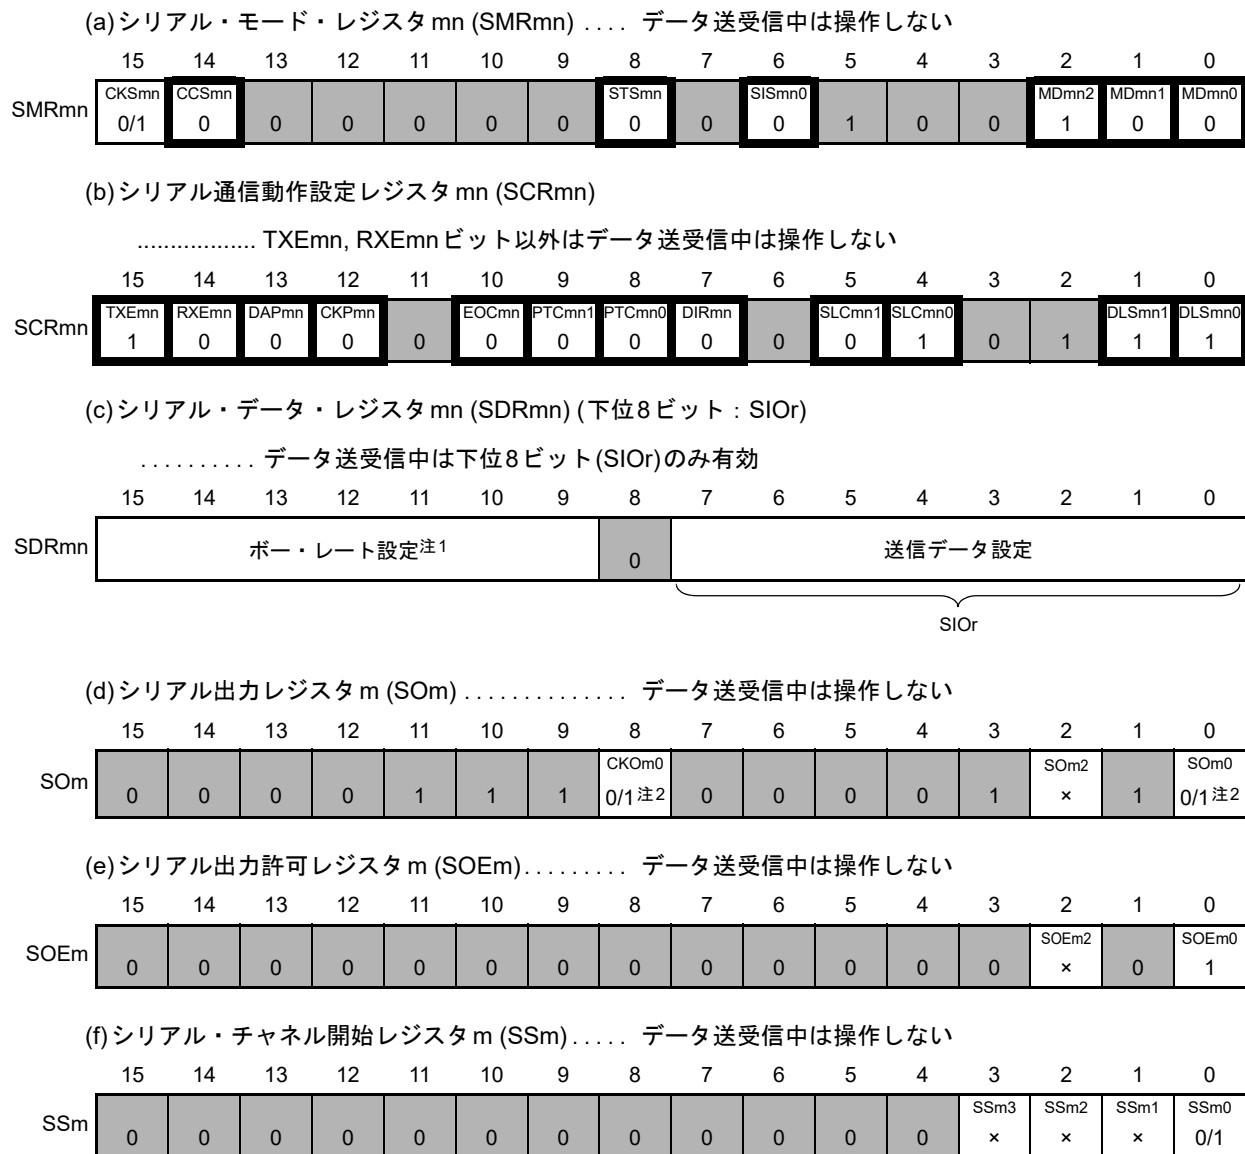 (a)シリアル・モード・レジスタmn (SMRmn) .... データ送受信中は操作しない
15 14 13 12 11 10 9 8 7 6 5 4 3 2 1 0
CKSmn CCSmn STSmn SISmn0 MDmn2 MDmn1 MDmn0
SMRmn 0/1 0 0 0 0 0 0 0 0 0 1 0 0 1 0 0
(b)シリアル通信動作設定レジスタmn (SCRmn)
.................. TXEmn, RXEmnビット以外はデータ送受信中は操作しない
15 14 13 12 11 10 9 8 7 6 5 4 3 2 1 0
TXEmn RXEmn DAPmn CKPmn EOCmn PTCmn1 PTCmn0 DIRmn SLCmn1 SLCmn0 DLSmn1 DLSmn0
SCRmn 1 0 0 0 0 0 0 0 0 0 0 1 0 1 1 1
(c)シリアル・データ・レジスタmn (SDRmn) (下位8ビット：SIOr)
.......... データ送受信中は下位8ビット(SIOr)のみ有効
15 14 13 12 11 10 9 8 7 6 5 4 3 2 1 0
SDRmn ボー・レート設定注1 0 送信データ設定
SIOr
(d)シリアル出力レジスタm (SOm) .............. データ送受信中は操作しない
15 14 13 12 11 10 9 8 7 6 5 4 3 2 1 0
CKOm0 SOm2 SOm0
SOm 0 0 0 0 1 1 1 0/1注2 0 0 0 0 1 × 1 0/1注2
(e)シリアル出力許可レジスタm (SOEm)......... データ送受信中は操作しない
15 14 13 12 11 10 9 8 7 6 5 4 3 2 1 0
SOEm2 SOEm0
SOEm 0 0 0 0 0 0 0 0 0 0 0 0 0 × 0 1
(f)シリアル・チャネル開始レジスタm (SSm)..... データ送受信中は操作しない
15 14 13 12 11 10 9 8 7 6 5 4 3 2 1 0
SSm3 SSm2 SSm1 SSm0
SSm 0 0 0 0 0 0 0 0 0 0 0 0 × × × 0/1